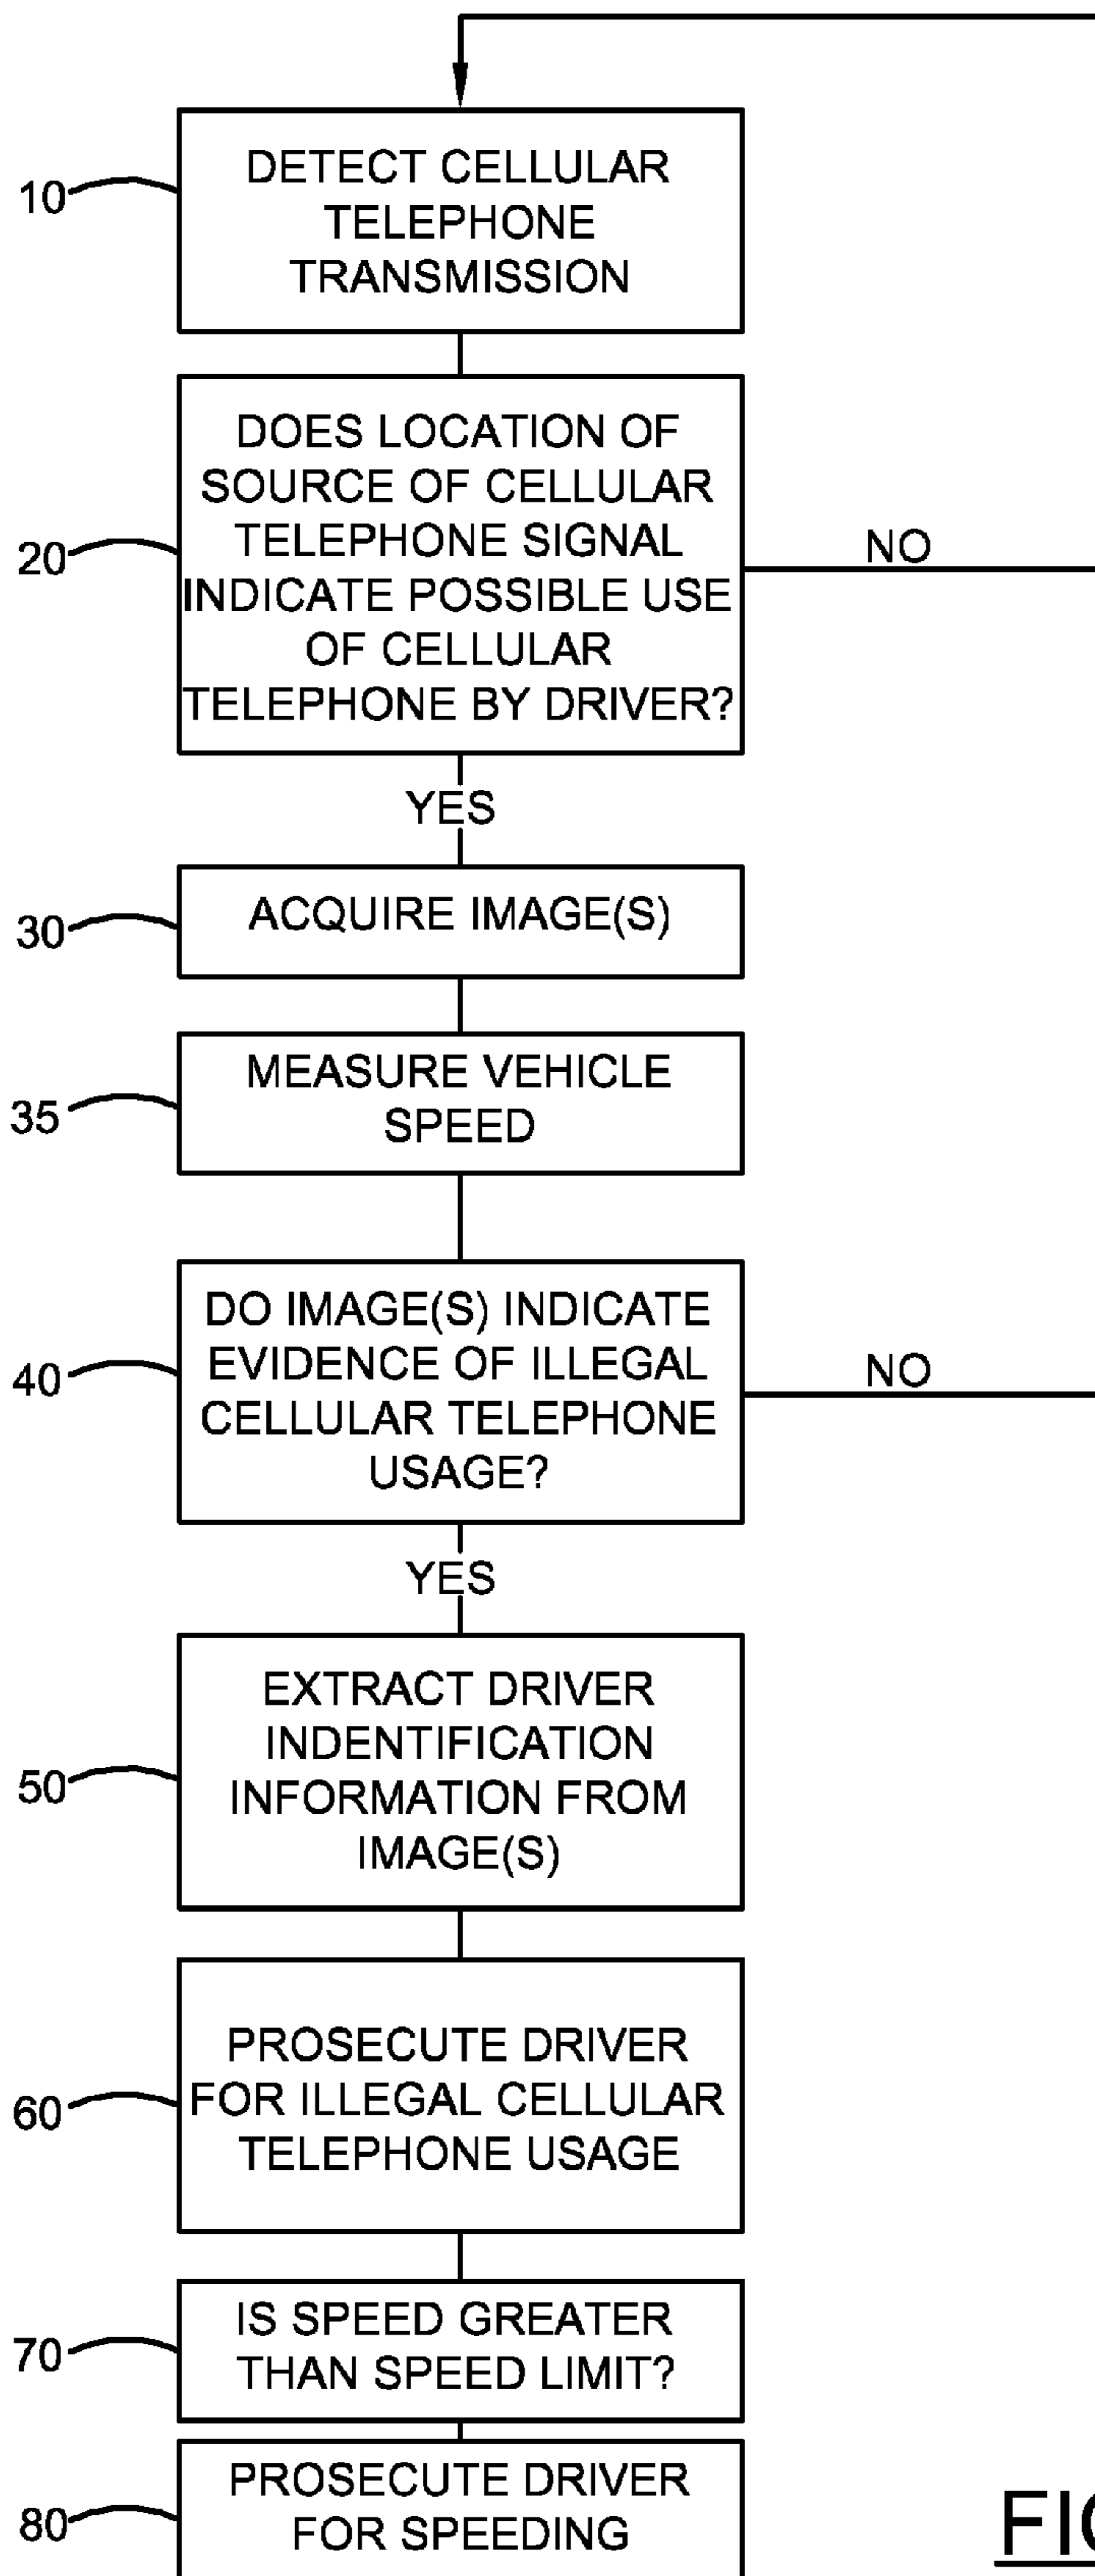 10
DETECT CELLULAR
TELEPHONE
TRANSMISSION
20
DOES LOCATION OF
SOURCE OF CELLULAR
TELEPHONE SIGNAL
INDICATE POSSIBLE USE
OF CELLULAR
TELEPHONE BY DRIVER?
NO
YES
30
ACQUIRE IMAGE(S)
35
MEASURE VEHICLE
SPEED
40
DO IMAGE(S) INDICATE
EVIDENCE OF ILLEGAL
CELLULAR TELEPHONE
USAGE?
NO
YES
50
EXTRACT DRIVER
INDENTIFICATION
INFORMATION FROM
IMAGE(S)
60
PROSECUTE DRIVER
FOR ILLEGAL CELLULAR
TELEPHONE USAGE
70
IS SPEED GREATER
THAN SPEED LIMIT?
80
PROSECUTE DRIVER
FOR SPEEDING